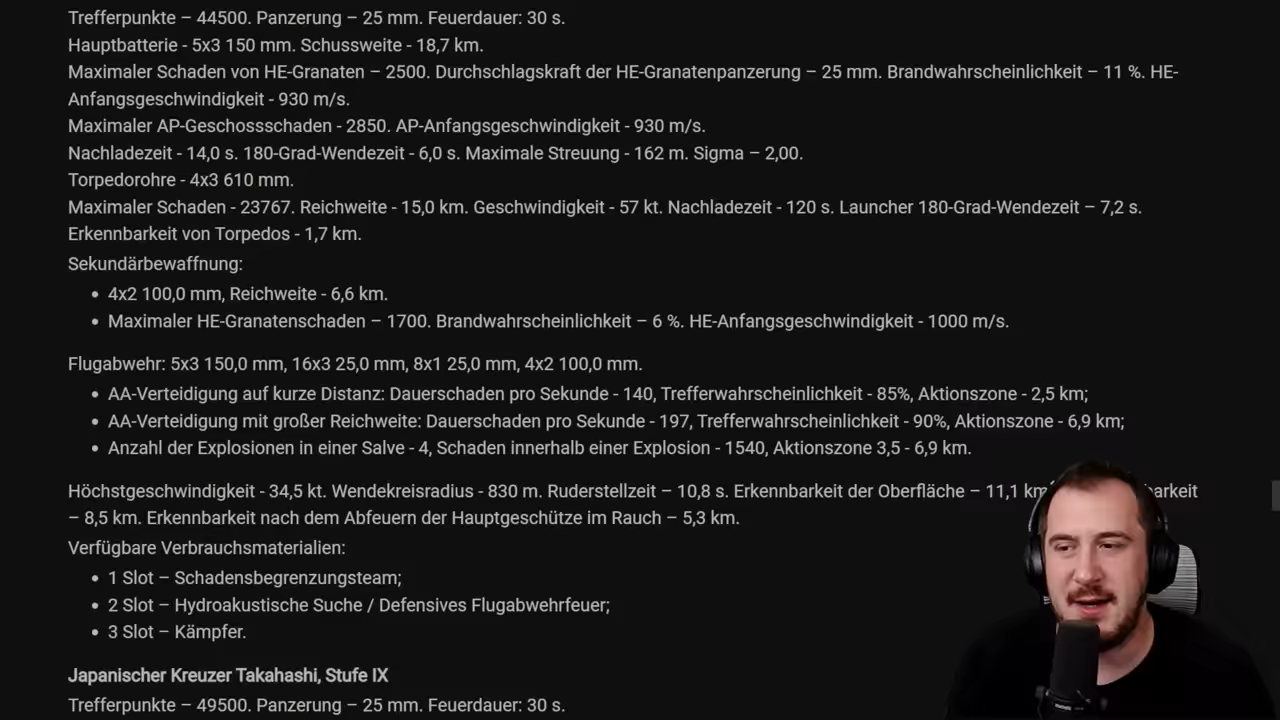 Trefferpunkte – 44500. Panzerung – 25 mm. Feuerdauer: 30 s.
Hauptbatterie - 5x3 150 mm. Schussweite - 18,7 km.
Maximaler Schaden von HE-Granaten – 2500. Durchschlagskraft der HE-Granatenpanzerung – 25 mm. Brandwahrscheinlichkeit – 11 %. HE-
Anfangsgeschwindigkeit - 930 m/s.
Maximaler AP-Geschossschaden - 2850. AP-Anfangsgeschwindigkeit - 930 m/s.
Nachladezeit - 14,0 s. 180-Grad-Wendezeit - 6,0 s. Maximale Streuung - 162 m. Sigma – 2,00.
Torpedorohre - 4x3 610 mm.
Maximaler Schaden - 23767. Reichweite - 15,0 km. Geschwindigkeit - 57 kt. Nachladezeit - 120 s. Launcher 180-Grad-Wendezeit – 7,2 s.
Erkennbarkeit von Torpedos - 1,7 km.
Sekundärbewaffnung:
• 4x2 100,0 mm, Reichweite - 6,6 km.
• Maximaler HE-Granatenschaden – 1700. Brandwahrscheinlichkeit – 6 %. HE-Anfangsgeschwindigkeit - 1000 m/s.
Flugabwehr: 5x3 150,0 mm, 16x3 25,0 mm, 8x1 25,0 mm, 4x2 100,0 mm.
• AA-Verteidigung auf kurze Distanz: Dauerschaden pro Sekunde - 140, Trefferwahrscheinlichkeit - 85%, Aktionszone - 2,5 km;
• AA-Verteidigung mit großer Reichweite: Dauerschaden pro Sekunde - 197, Trefferwahrscheinlichkeit - 90%, Aktionszone - 6,9 km;
• Anzahl der Explosionen in einer Salve - 4, Schaden innerhalb einer Explosion - 1540, Aktionszone 3,5 - 6,9 km.
Höchstgeschwindigkeit - 34,5 kt. Wendekreisradius - 830 m. Ruderstellzeit – 10,8 s. Erkennbarkeit der Oberfläche – 11,1 km
– 8,5 km. Erkennbarkeit nach dem Abfeuern der Hauptgeschütze im Rauch – 5,3 km.
Verfügbare Verbrauchsmaterialien:
• 1 Slot – Schadensbegrenzungsteam;
• 2 Slot – Hydroakustische Suche / Defensives Flugabwehrfeuer;
• 3 Slot – Kämpfer.
Japanischer Kreuzer Takahashi, Stufe IX
Trefferpunkte – 49500. Panzerung – 25 mm. Feuerdauer: 30 s.